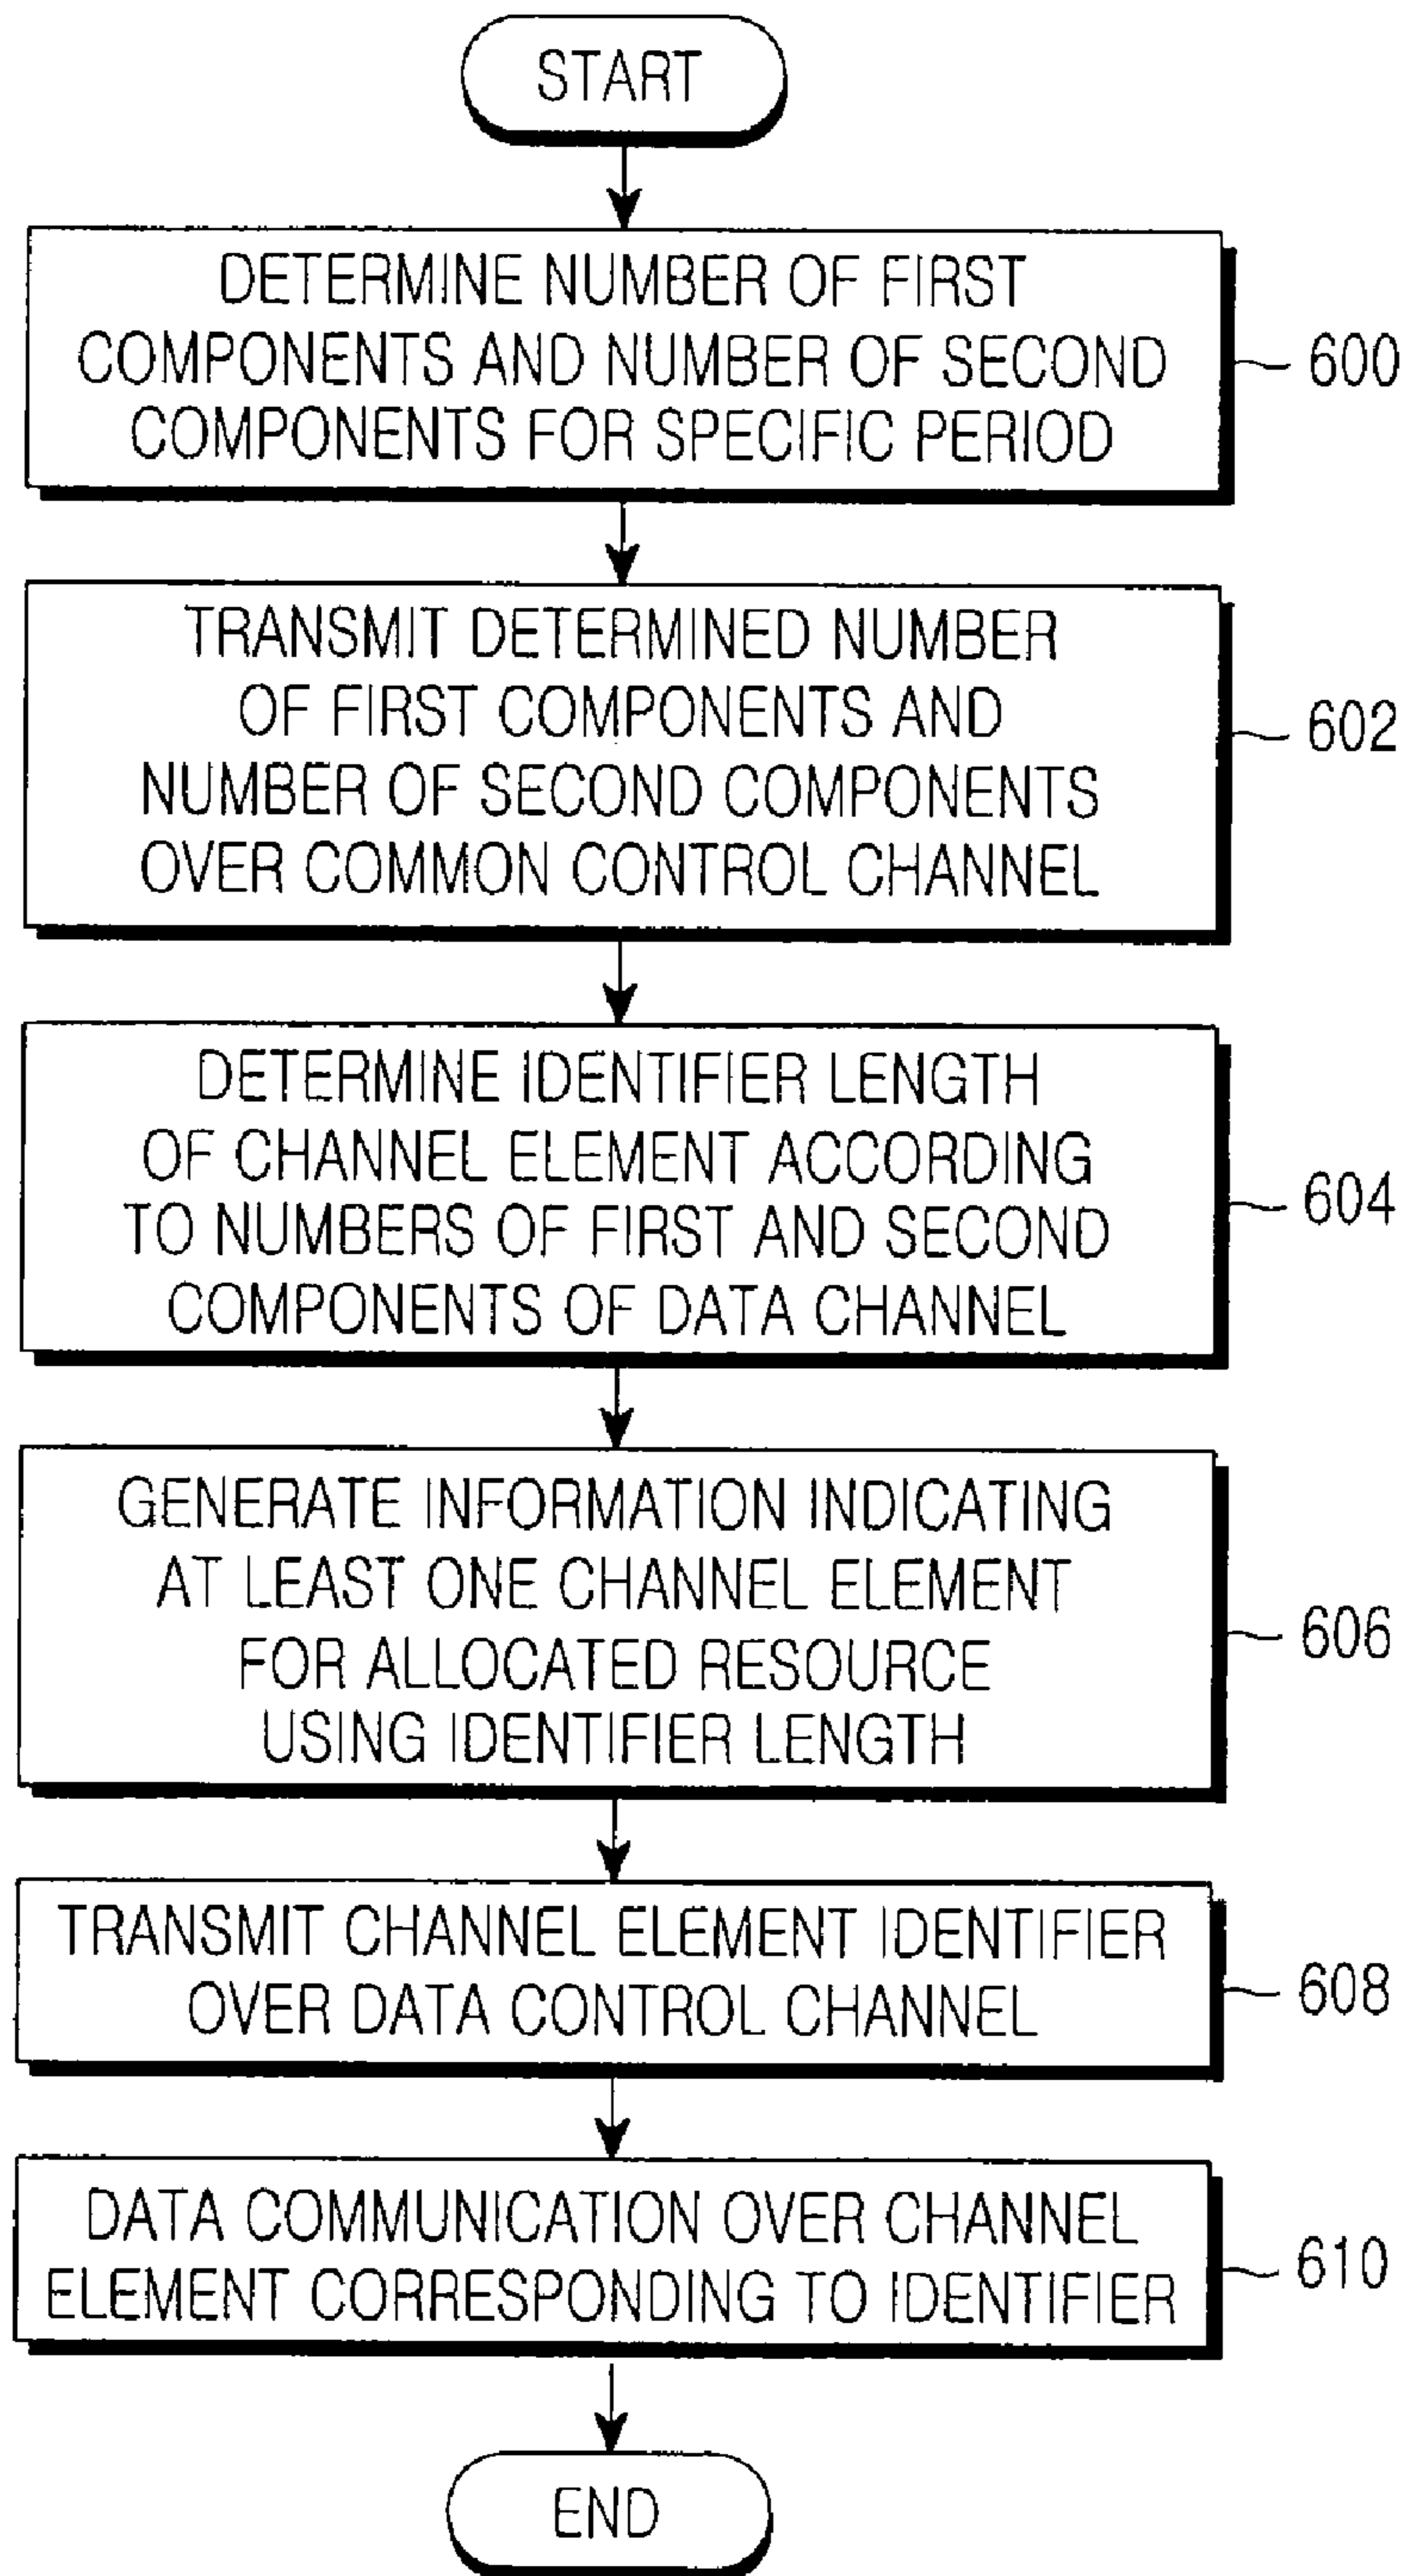 START
DETERMINE NUMBER OF FIRST
COMPONENTS AND NUMBER OF SECOND
COMPONENTS FOR SPECIFIC PERIOD
600
TRANSMIT DETERMINED NUMBER
OF FIRST COMPONENTS AND
NUMBER OF SECOND COMPONENTS
OVER COMMON CONTROL CHANNEL
602
DETERMINE IDENTIFIER LENGTH
OF CHANNEL ELEMENT ACCORDING
TO NUMBERS OF FIRST AND SECOND
COMPONENTS OF DATA CHANNEL
604
GENERATE INFORMATION INDICATING
AT LEAST ONE CHANNEL ELEMENT
FOR ALLOCATED RESOURCE
USING IDENTIFIER LENGTH
606
TRANSMIT CHANNEL ELEMENT IDENTIFIER
OVER DATA CONTROL CHANNEL
608
DATA COMMUNICATION OVER CHANNEL
ELEMENT CORRESPONDING TO IDENTIFIER
610
END